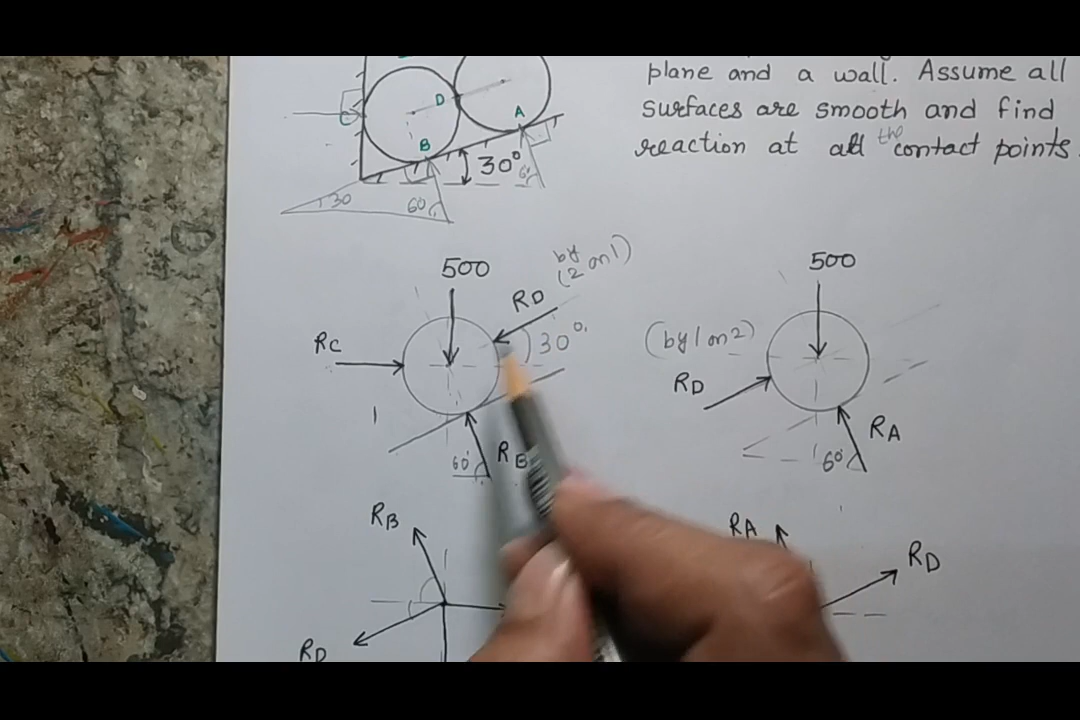 plane and a wall. Assume all
surfaces are smooth and find
reaction at all the contact points.
D
A
C
B
30°
60
30
60
500
RD
by
(2 on 1)
30°
RC
1
60°
RB
500
(by 1 on 2)
RD
RA
60°
RB
RD
RA
RD